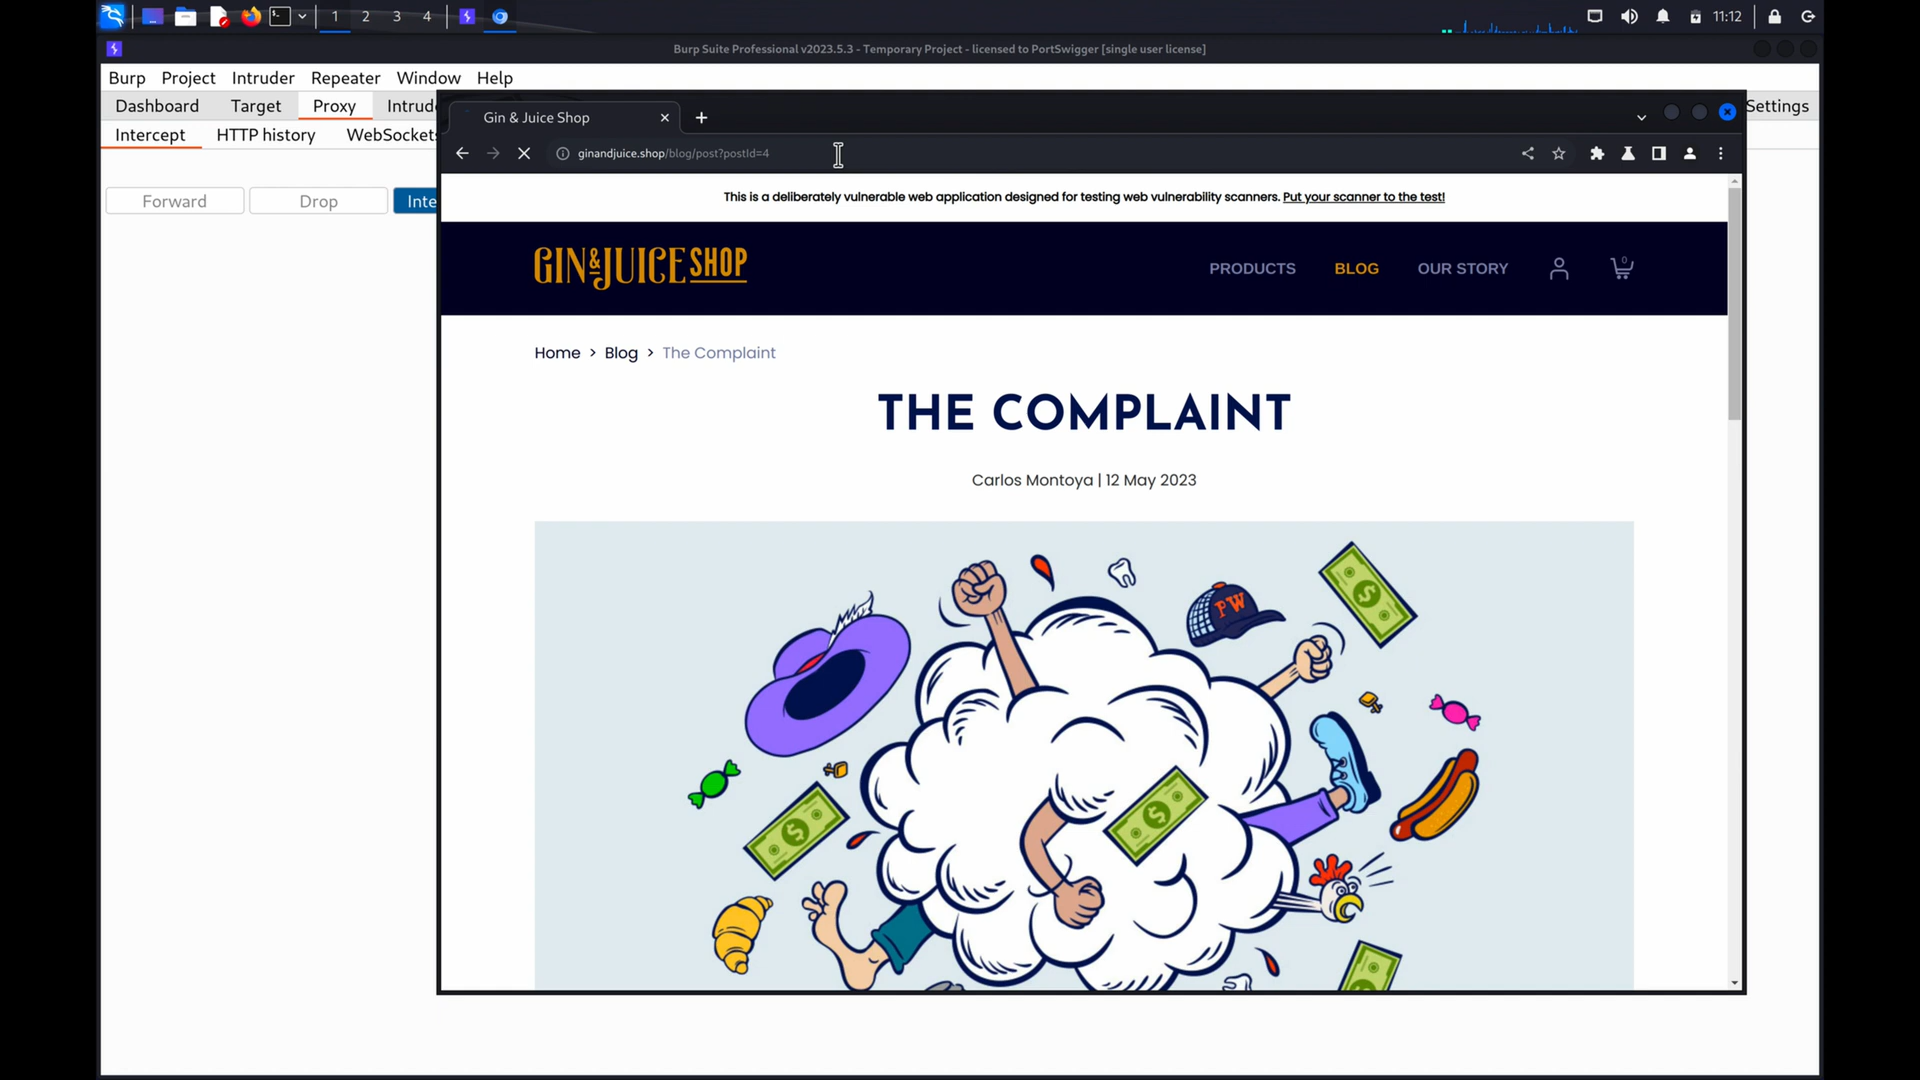 1 2 3 4
11:12
Burp Suite Professional v2023.5.3 - Temporary Project - licensed to PortSwigger [single user license]
Burp Project Intruder Repeater Window Help
Dashboard Target Proxy Settings
Intercept HTTP history
Forward Drop
Gin & Juice Shop
ginandjuice.shop/blog/post?postId=4
This is a deliberately vulnerable web application designed for testing web vulnerability scanners. Put your scanner to the test!
GIN & JUICE SHOP PRODUCTS BLOG OUR STORY 0
Home > Blog > The Complaint
THE COMPLAINT
Carlos Montoya | 12 May 2023
PW